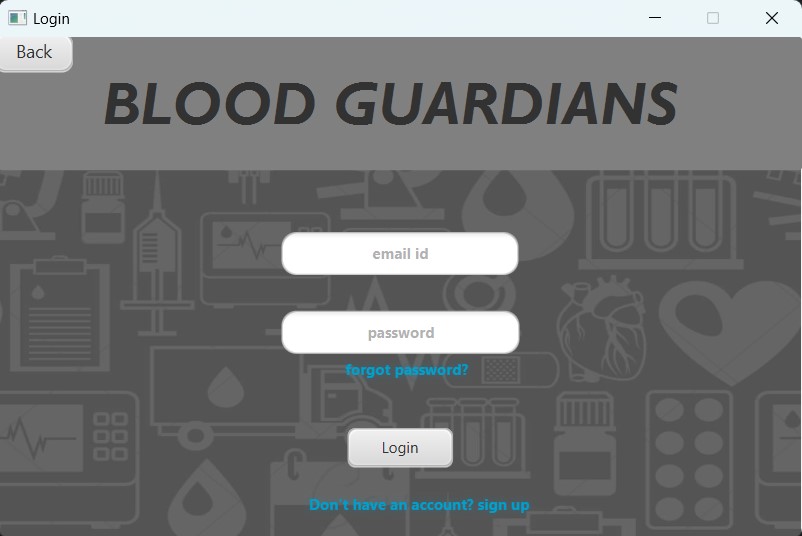 Login
Back
BLOOD GUARDIANS
email id
password
forgot password?
Login
Don't have an account? sign up